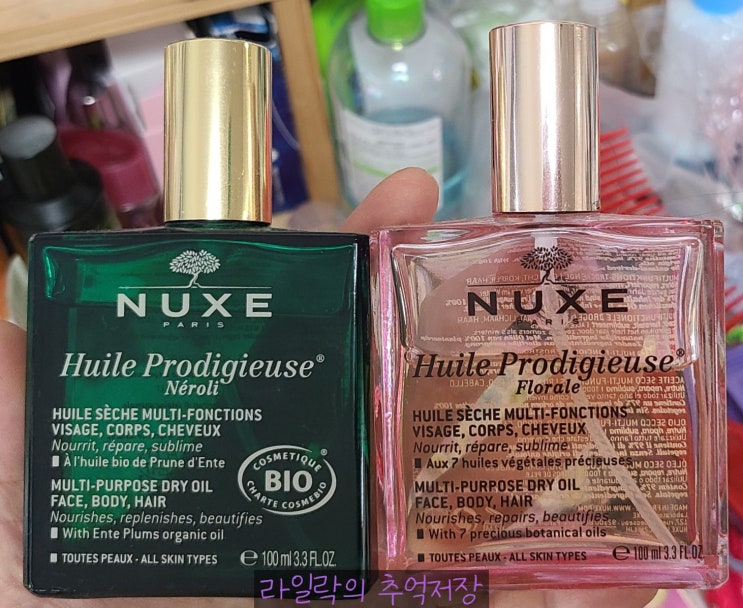 NUXE
PARIS
Huile Prodigieuse®
Néroli
HUILE SÈCHE MULTI-FONCTIONS
VISAGE, CORPS, CHEVEUX
Nourrit, répare, sublime
À l'huile bio de Prune d'Ente
MULTI-PURPOSE DRY OIL
FACE, BODY, HAIR
Nourishes, replenishes, beautifies
With Ente Plums organic oil
TOUTES PEAUX - ALL SKIN TYPES
℮ 100 ml 3.3 FL.OZ.
COSMETIQUE
BIO
CHARTE COSMEBIO
NUXE
PARIS
Huile Prodigieuse®
Florale
HUILE SÈCHE MULTI-FONCTIONS
VISAGE, CORPS, CHEVEUX
Nourrit, répare, sublime
Aux 7 huiles végétales précieuses
MULTI-PURPOSE DRY OIL
FACE, BODY, HAIR
Nourishes, repairs, beautifies
With 7 precious botanical oils
TOUTES PEAUX - ALL SKIN TYPES
℮ 100 ml 3.3 FL.OZ.
라일락의 추억저장